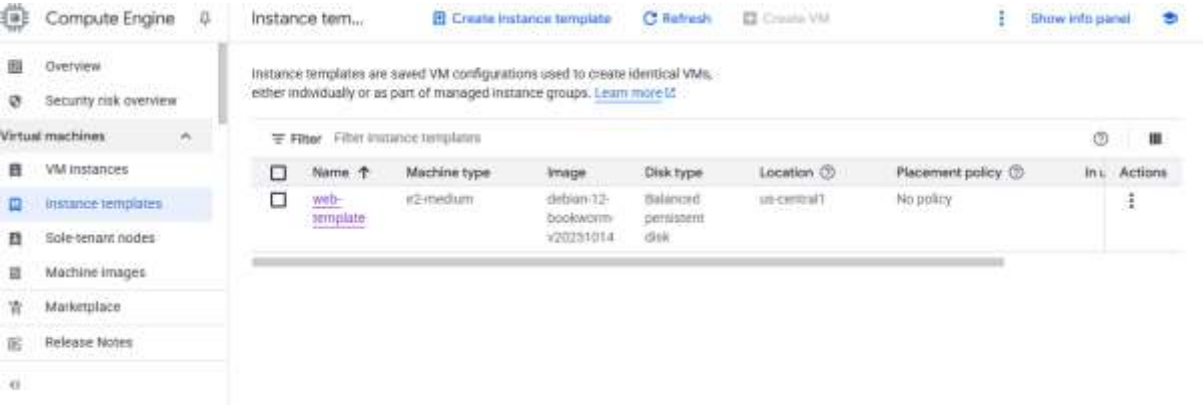 Compute Engine
Instance tem...
Create instance template
Refresh
Create VM
Show info panel
Overview
Security risk overview
Virtual machines
VM instances
Instance templates
Sole-tenant nodes
Machine images
Marketplace
Release Notes
Instance templates are saved VM configurations used to create identical VMs,
either individually or as part of managed instance groups. Learn more
Filter Filter instance templates
Name Machine type Image Disk type Location Placement policy In u Actions
web- e2-medium debian-12- Balanced us-central1 No policy
template bookworm- persistent
v20251014 disk